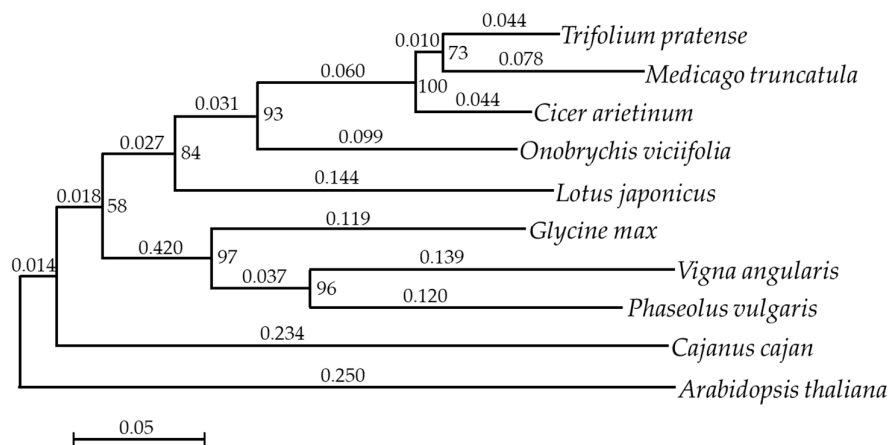 0.044
Trifolium pratense
0.010
73
0.078
Medicago truncatula
0.060
100
0.044
Cicer arietinum
0.031
93
0.099
Onobrychis viciifolia
0.027
84
0.144
Lotus japonicus
0.018
58
0.119
Glycine max
0.420
97
0.139
Vigna angularis
0.037
96
0.120
Phaseolus vulgaris
0.014
0.234
Cajanus cajan
0.250
Arabidopsis thaliana
0.05